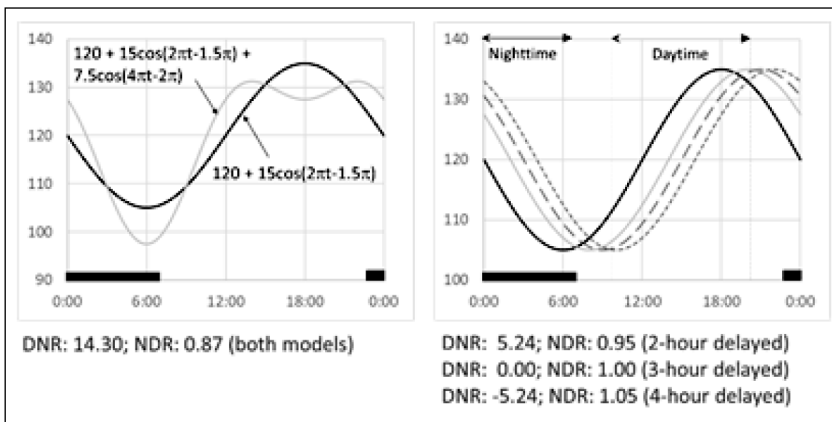 140
130
120
110
100
90
0:00 6:00 12:00 18:00 0:00
120 + 15cos(2πt-1.5π) +
7.5cos(4πt-2π)
120 + 15cos(2πt-1.5π)
DNR: 14.30; NDR: 0.87 (both models)
140
130
120
110
100
0:00 6:00 12:00 18:00 0:00
Nighttime Daytime
DNR: 5.24; NDR: 0.95 (2-hour delayed)
DNR: 0.00; NDR: 1.00 (3-hour delayed)
DNR: -5.24; NDR: 1.05 (4-hour delayed)